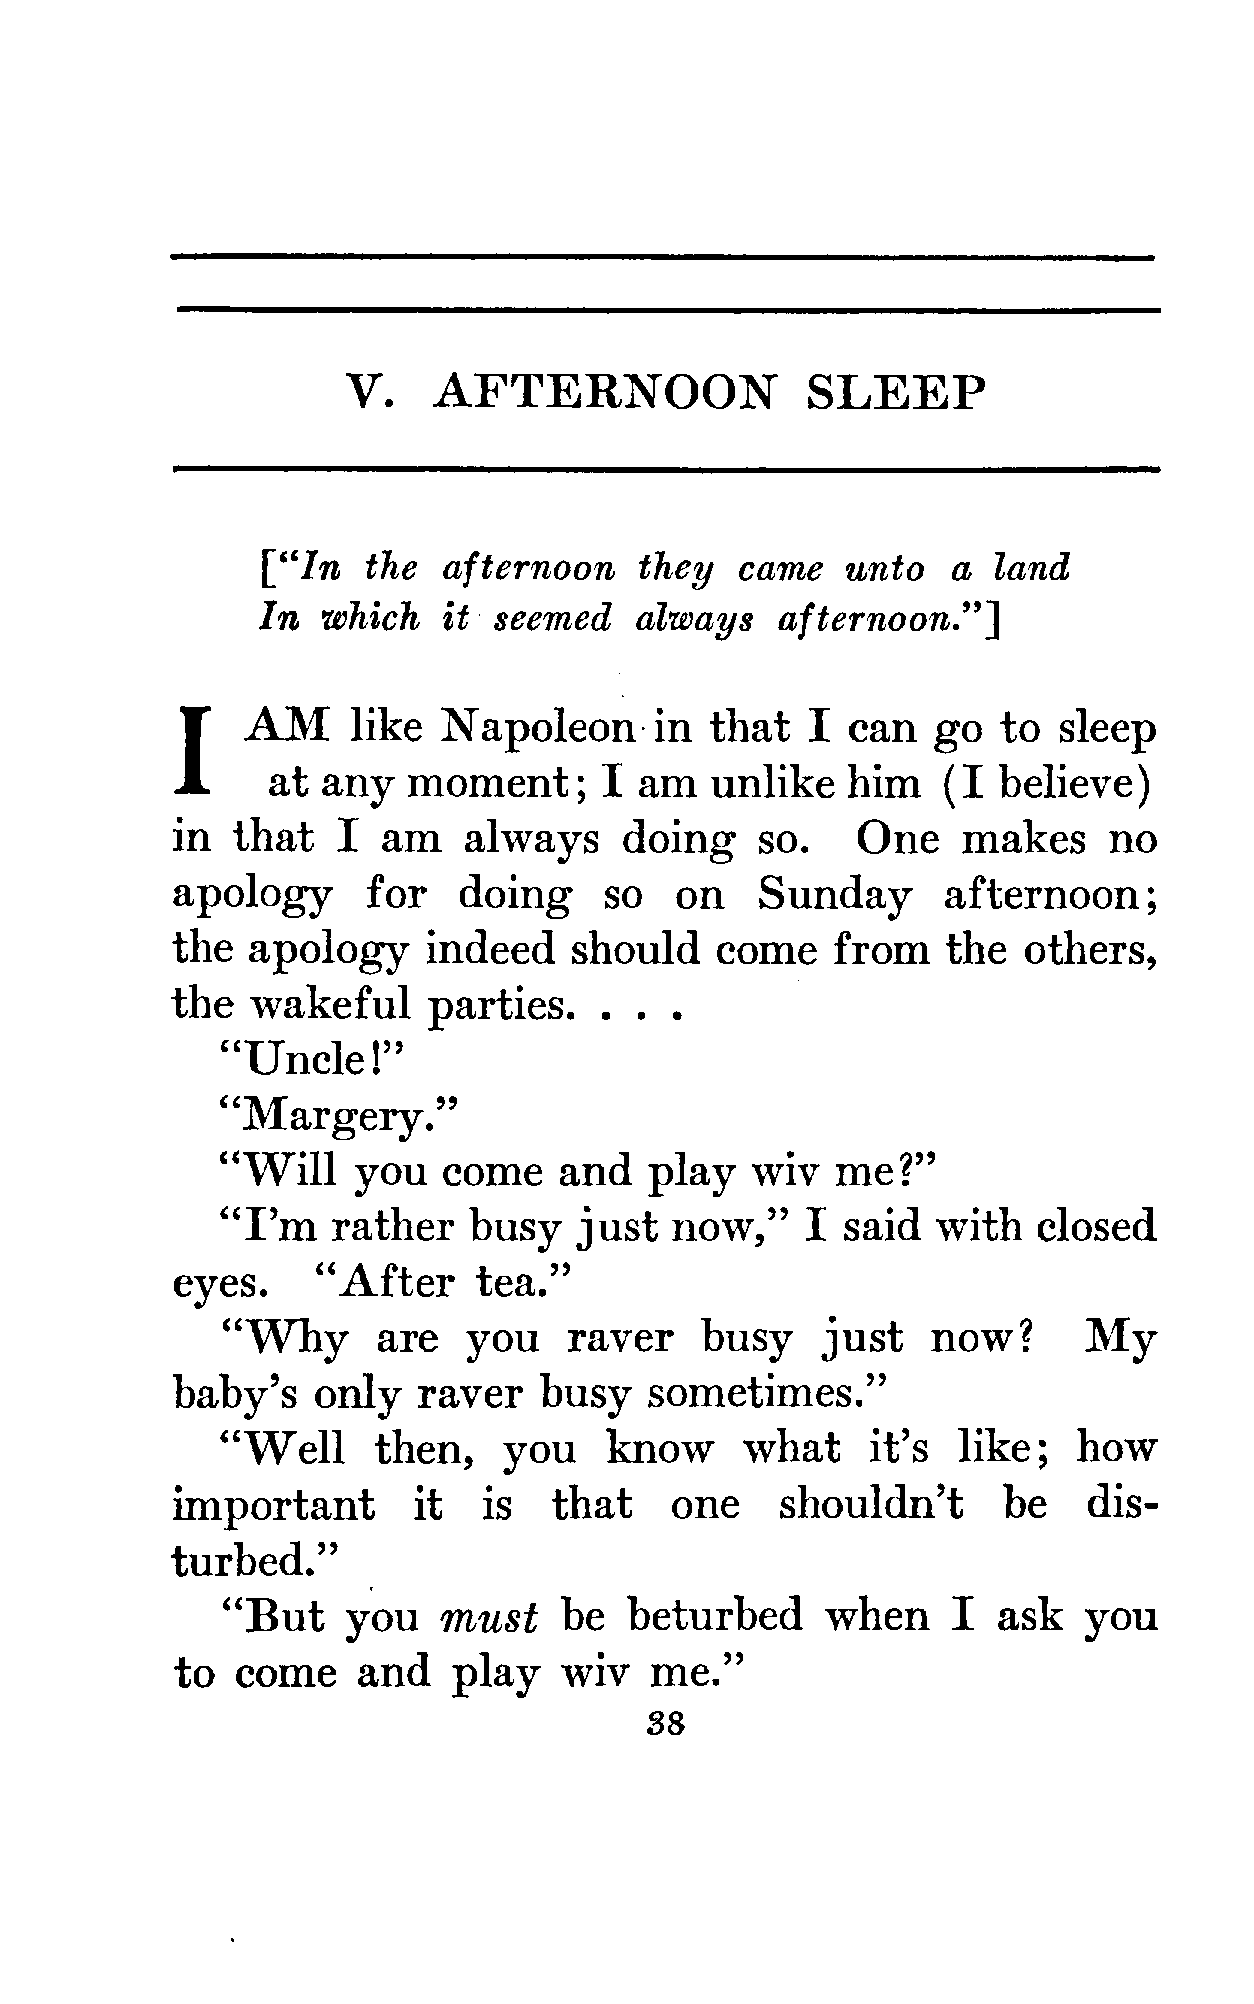 V. AFTERNOON SLEEP
["In the afternoon they came unto a land
In which it seemed always afternoon."]
I AM like Napoleon in that I can go to sleep
at any moment; I am unlike him (I believe)
in that I am always doing so. One makes no
apology for doing so on Sunday afternoon;
the apology indeed should come from the others,
the wakeful parties. . . .
"Uncle!"
"Margery."
"Will you come and play wiv me?"
"I'm rather busy just now," I said with closed
eyes. "After tea."
"Why are you raver busy just now? My
baby's only raver busy sometimes."
"Well then, you know what it's like; how
important it is that one shouldn't be dis-
turbed."
"But you must be beturbed when I ask you
to come and play wiv me."
38